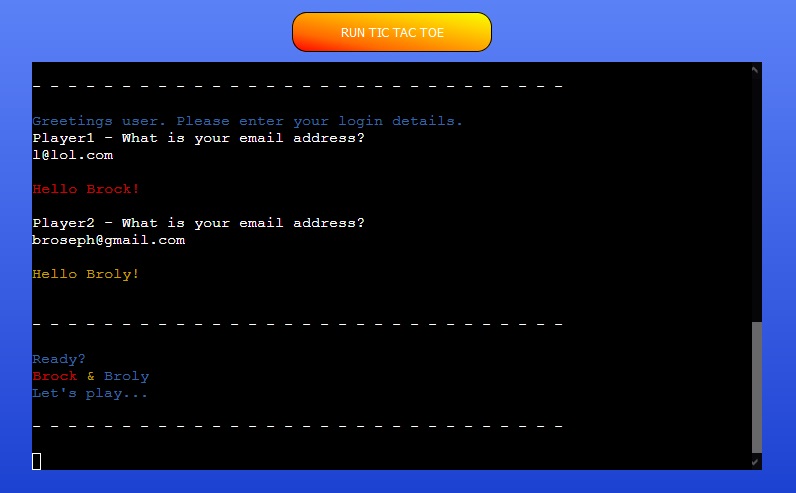 RUN TIC TAC TOE
- - - - - - - - - - - - - - - - - - - - - - - - - - - - - -
Greetings user. Please enter your login details.
Player1 - What is your email address?
l@lol.com
Hello Brock!
Player2 - What is your email address?
broseph@gmail.com
Hello Broly!
- - - - - - - - - - - - - - - - - - - - - - - - - - - - - -
Ready?
Brock & Broly
Let's play...
- - - - - - - - - - - - - - - - - - - - - - - - - - - - - -